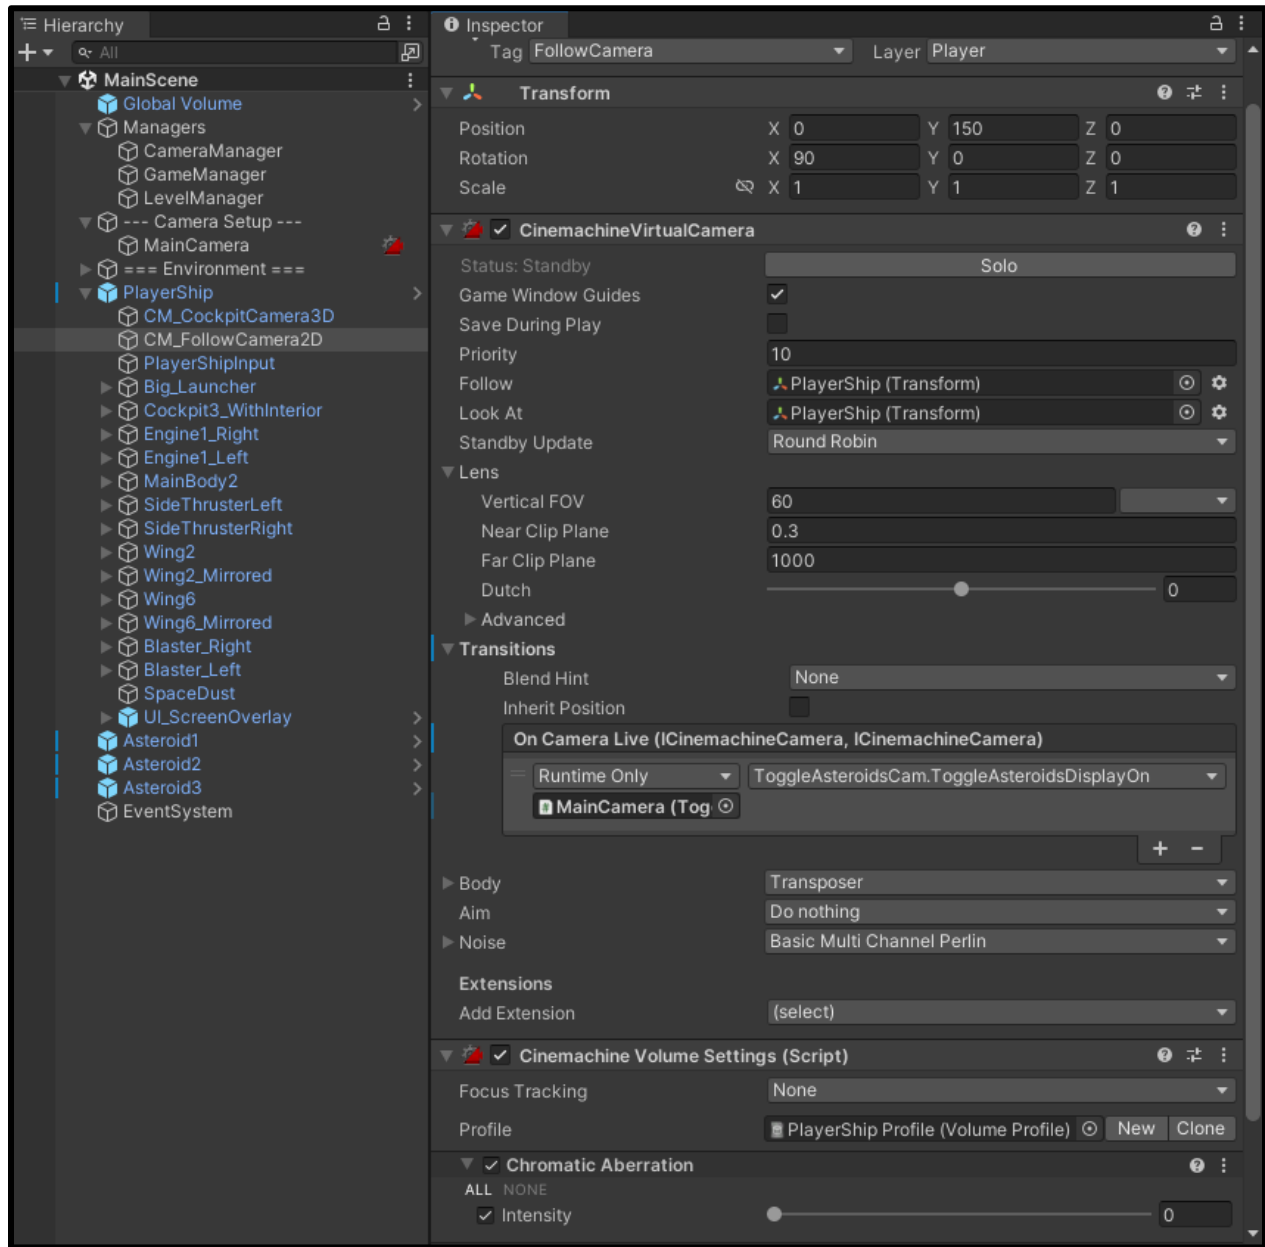 Hierarchy
All
MainScene
Global Volume
Managers
CameraManager
GameManager
LevelManager
--- Camera Setup ---
MainCamera
=== Environment ===
PlayerShip
CM_CockpitCamera3D
CM_FollowCamera2D
PlayerShipInput
Big_Launcher
Cockpit3_WithInterior
Engine1_Right
Engine1_Left
MainBody2
SideThrusterLeft
SideThrusterRight
Wing2
Wing2_Mirrored
Wing6
Wing6_Mirrored
Blaster_Right
Blaster_Left
SpaceDust
UI_ScreenOverlay
Asteroid1
Asteroid2
Asteroid3
EventSystem
Inspector
Tag FollowCamera Layer Player
Transform
Position X 0 Y 150 Z 0
Rotation X 90 Y 0 Z 0
Scale X 1 Y 1 Z 1
CinemachineVirtualCamera
Status: Standby Solo
Game Window Guides
Save During Play
Priority 10
Follow PlayerShip (Transform)
Look At PlayerShip (Transform)
Standby Update Round Robin
Lens
Vertical FOV 60
Near Clip Plane 0.3
Far Clip Plane 1000
Dutch 0
Advanced
Transitions
Blend Hint None
Inherit Position
On Camera Live (ICinemachineCamera, ICinemachineCamera)
Runtime Only ToggleAsteroidsCam.ToggleAsteroidsDisplayOn
MainCamera (Tog
+ -
Body Transposer
Aim Do nothing
Noise Basic Multi Channel Perlin
Extensions
Add Extension (select)
Cinemachine Volume Settings (Script)
Focus Tracking None
Profile PlayerShip Profile (Volume Profile) New Clone
Chromatic Aberration
ALL NONE
Intensity 0